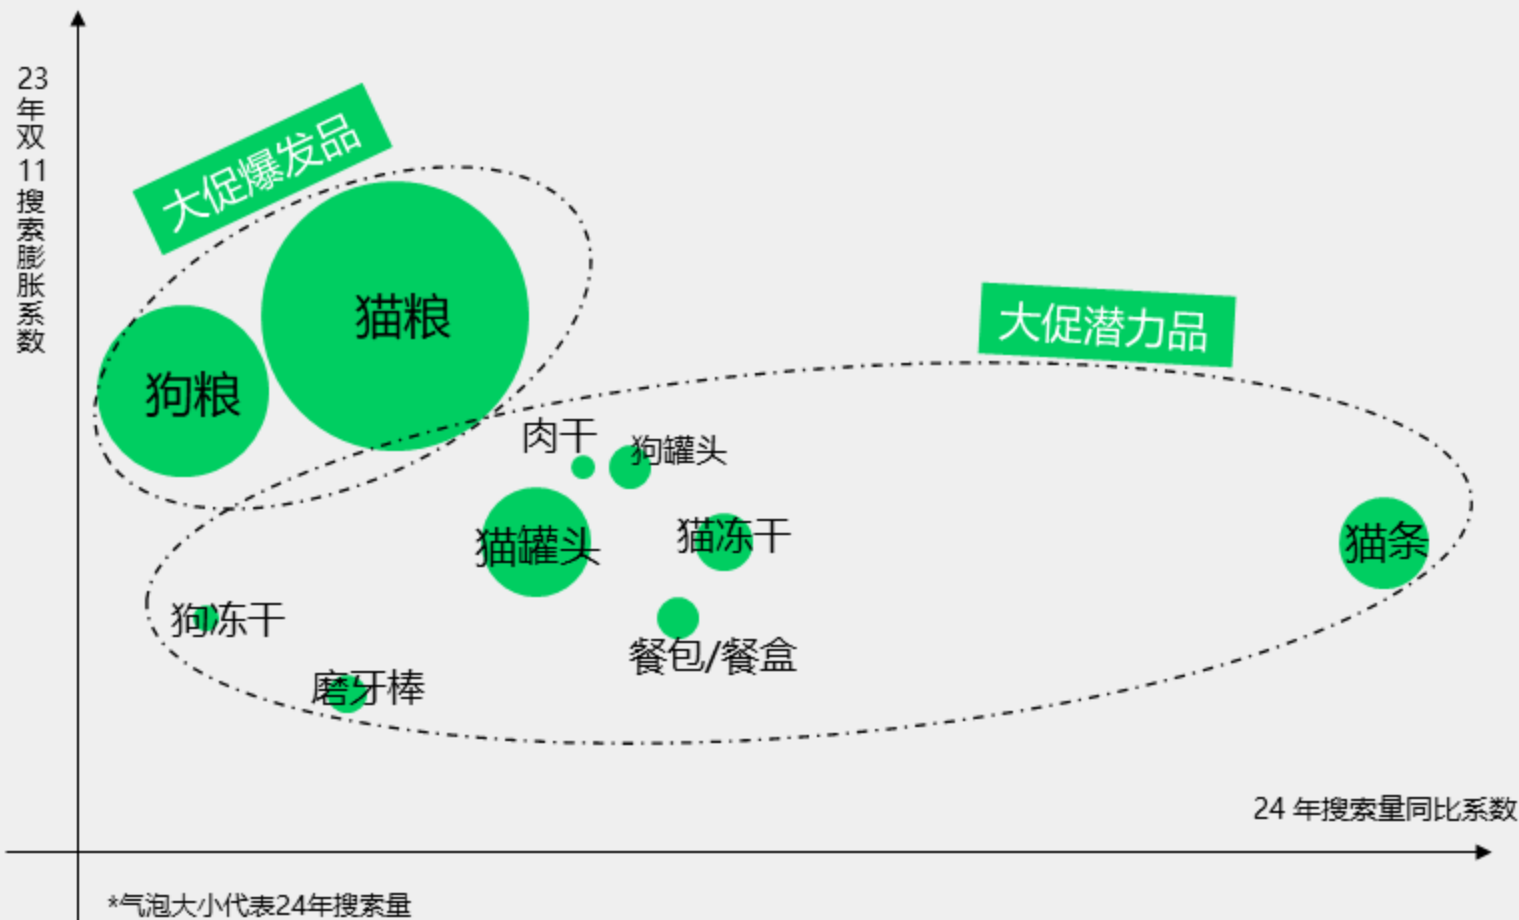 23年双11搜索膨胀系数
大促爆发品
猫粮
狗粮
大促潜力品
肉干
狗罐头
猫罐头
猫冻干
猫条
狗冻干
餐包/餐盒
磨牙棒
24 年搜索量同比系数
*气泡大小代表24年搜索量